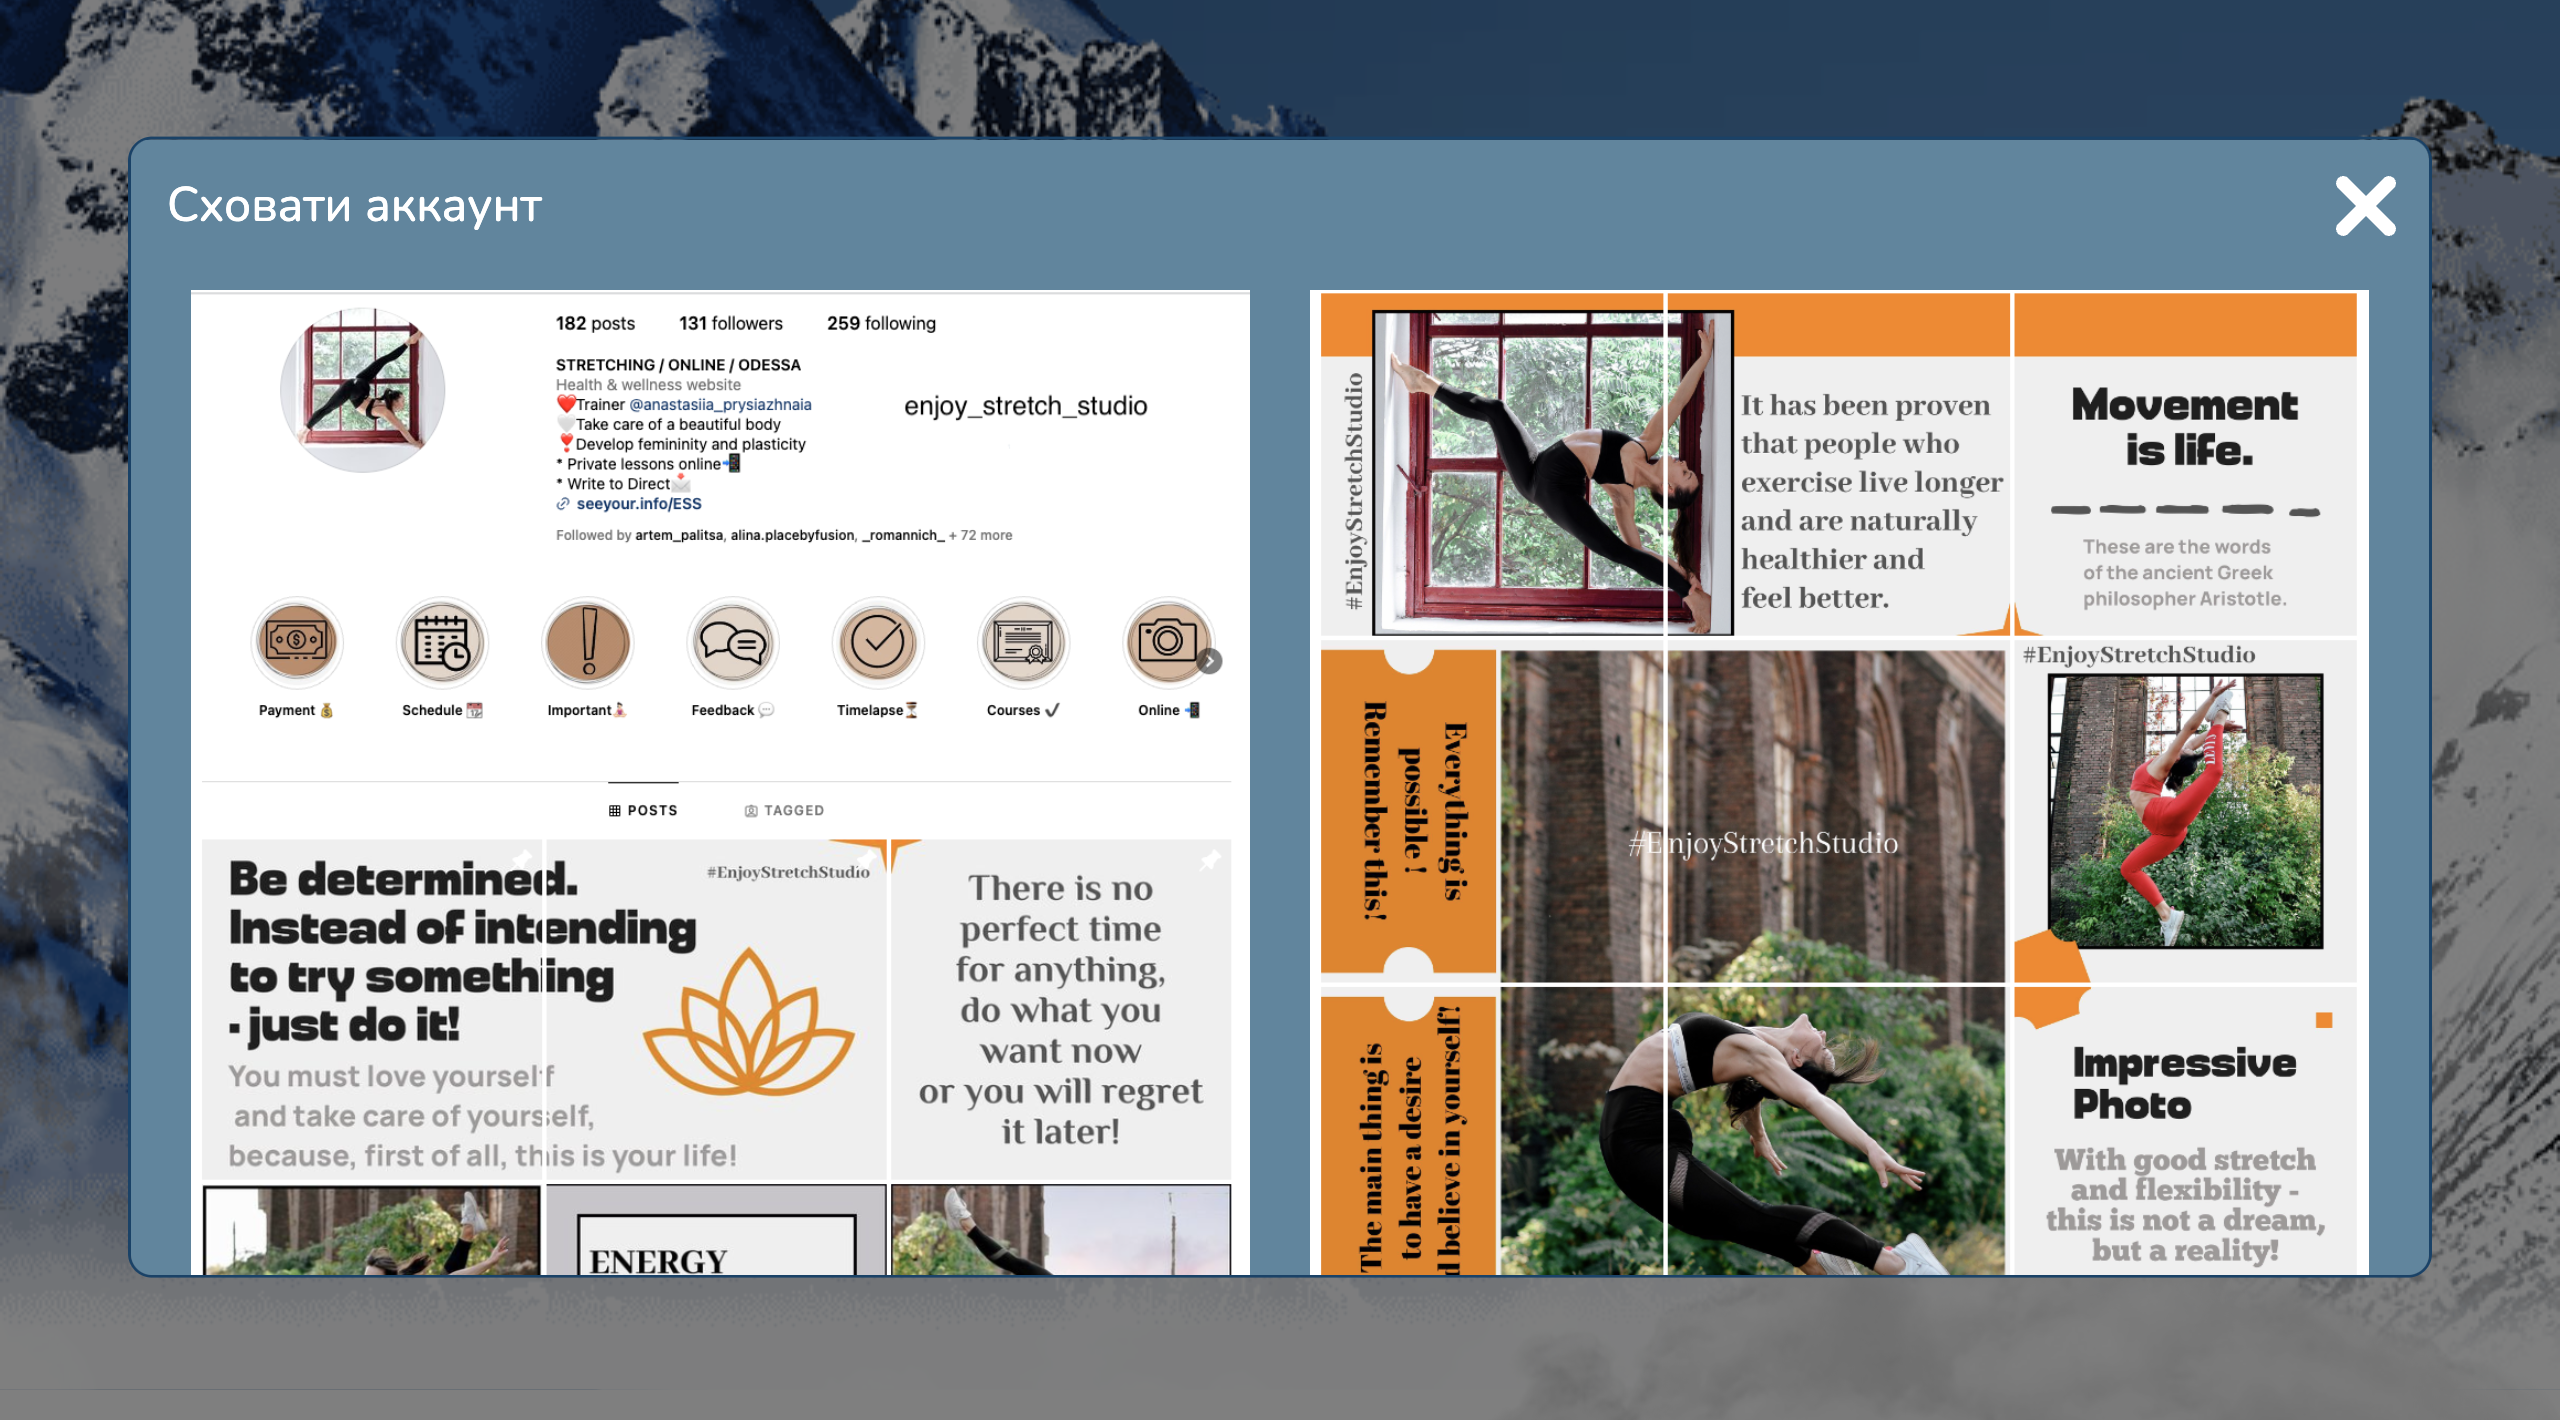 Сховати аккаунт
182 posts 131 followers 259 following
STRETCHING / ONLINE / ODESSA
Health & wellness website
❤️Trainer @anastasiia_prysiazhnaia
🤍Take care of a beautiful body
❣️Develop femininity and plasticity
* Private lessons online📲
* Write to Direct📩
seeyour.info/ESS
Followed by artem_palitsa, alina.placebyfusion, _romannich_ + 72 more
enjoy_stretch_studio
Payment 💰
Schedule 📆
Important
Feedback 💬
Timelapse⏳
Courses ✔️
Online 📲
POSTS
TAGGED
Be determined.
Instead of intending
to try something
- just do it!
You must love yourself
and take care of yourself,
because, first of all, this is your life!
#EnjoyStretchStudio
There is no
perfect time
for anything,
do what you
want now
or you will regret
it later!
ENERGY
#EnjoyStretchStudio
It has been proven
that people who
exercise live longer
and are naturally
healthier and
feel better.
Movement
is life.
These are the words
of the ancient Greek
philosopher Aristotle.
Everything is
possible !
Remember this!
#EnjoyStretchStudio
#EnjoyStretchStudio
The main thing is
to have a desire
believe in yourself!
Impressive
Photo
With good stretch
and flexibility -
this is not a dream,
but a reality!